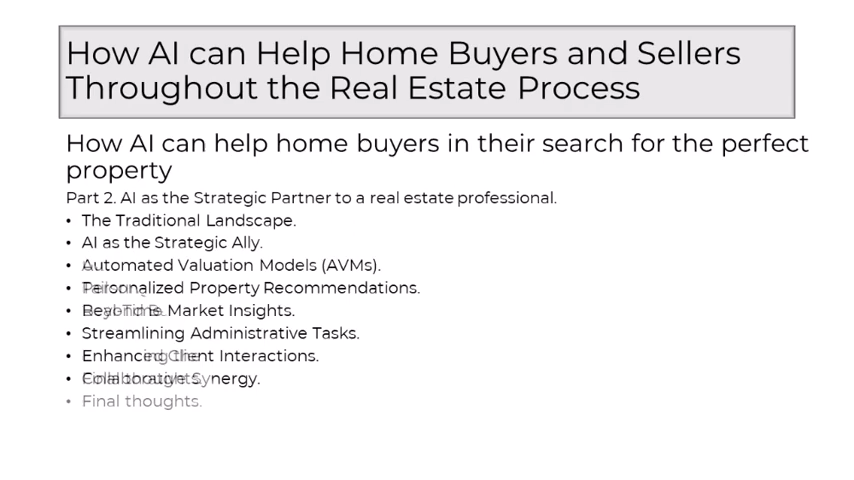 How AI can Help Home Buyers and Sellers
Throughout the Real Estate Process
How AI can help home buyers in their search for the perfect
property
Part 2. AI as the Strategic Partner to a real estate professional.
• The Traditional Landscape.
• AI as the Strategic Ally.
• Automated Valuation Models (AVMs).
• Personalized Property Recommendations.
• Real-Time Market Insights.
• Streamlining Administrative Tasks.
• Enhancing Client Interactions.
• Collaborative Synergy.
• Final thoughts.